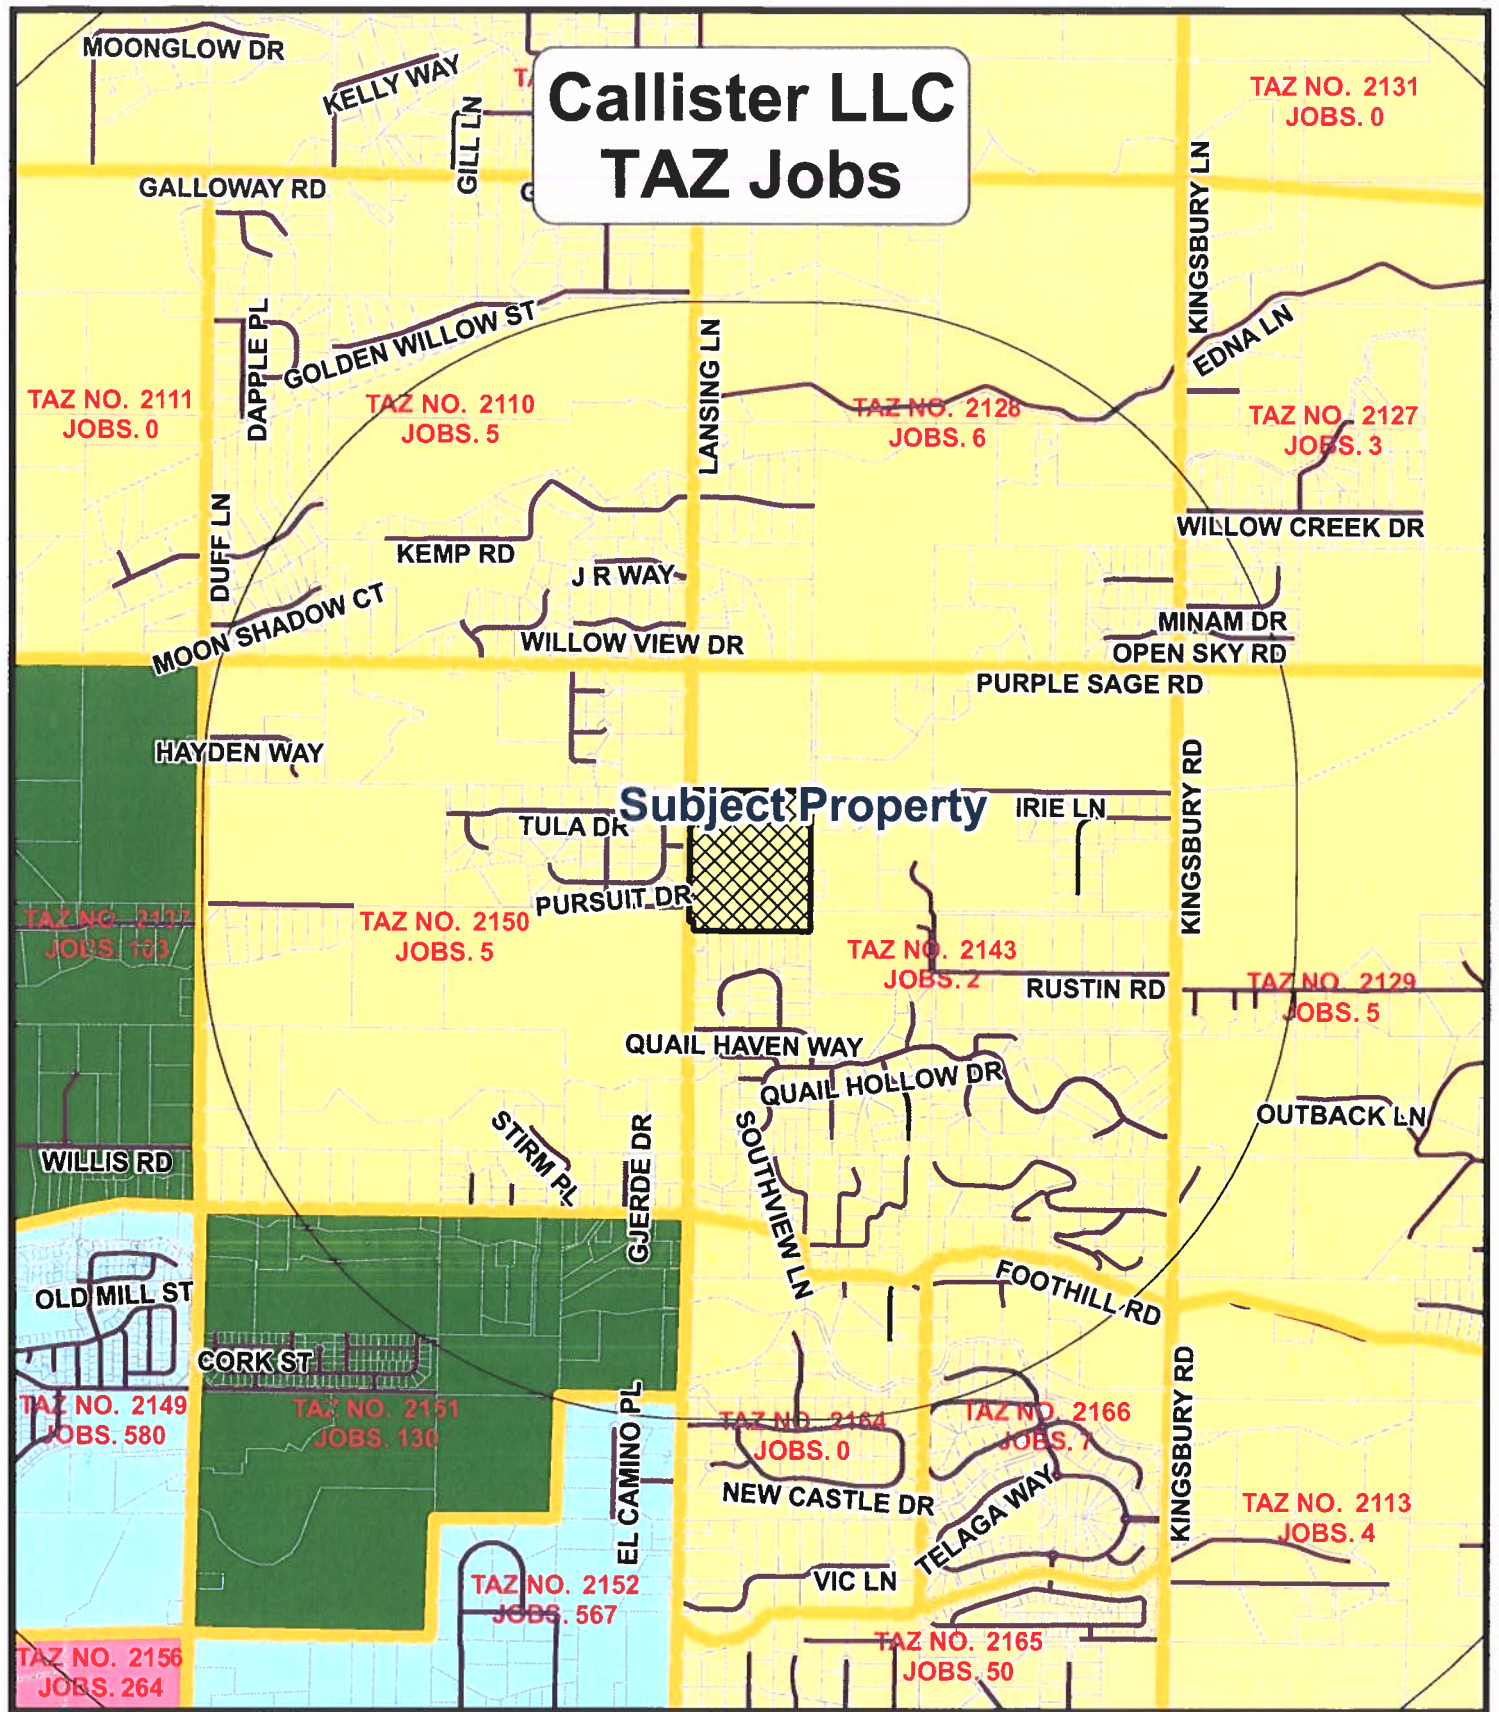 MOONGLOW DR
KELLY WAY
GILL LN
Callister LLC
TAZ Jobs
TAZ NO. 2131
JOBS. 0
KINGSBURY LN
GALLOWAY RD
DAPPLE PL
GOLDEN WILLOW ST
LANSING LN
EDNA LN
TAZ NO. 2111
JOBS. 0
TAZ NO. 2110
JOBS. 5
TAZ NO. 2128
JOBS. 6
TAZ NO. 2127
JOBS. 3
DUFF LN
KEMP RD
WILLOW CREEK DR
J R WAY
MOON SHADOW CT
WILLOW VIEW DR
MINAM DR
OPEN SKY RD
PURPLE SAGE RD
HAYDEN WAY
KINGSBURY RD
Subject Property
TULA DR
IRIE LN
PURSUIT DR
TAZ NO. 2137
JOBS. 103
TAZ NO. 2150
JOBS. 5
TAZ NO. 2143
JOBS. 2
RUSTIN RD
TAZ NO. 2129
JOBS. 5
QUAIL HAVEN WAY
QUAIL HOLLOW DR
OUTBACK LN
STIRM PL
GJERDE DR
SOUTHVIEW LN
WILLIS RD
FOOTHILL RD
OLD MILL ST
CORK ST
KINGSBURY RD
TAZ NO. 2149
JOBS. 580
TAZ NO. 2151
JOBS. 130
EL CAMINO PL
TAZ NO. 2164
JOBS. 0
TAZ NO. 2166
JOBS. 7
NEW CASTLE DR
TELAGA WAY
TAZ NO. 2113
JOBS. 4
VIC LN
TAZ NO. 2152
JOBS. 567
TAZ NO. 2165
JOBS. 50
TAZ NO. 2156
JOBS. 264